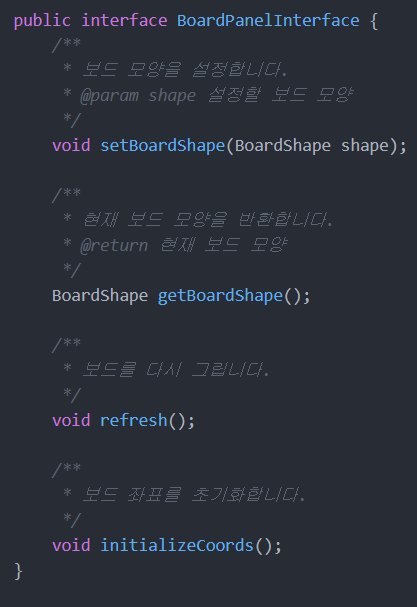 public interface BoardPanelInterface {
    /**
     * 보드 모양을 설정합니다.
     * @param shape 설정할 보드 모양
     */
    void setBoardShape(BoardShape shape);

    /**
     * 현재 보드 모양을 반환합니다.
     * @return 현재 보드 모양
     */
    BoardShape getBoardShape();

    /**
     * 보드를 다시 그립니다.
     */
    void refresh();

    /**
     * 보드 좌표를 초기화합니다.
     */
    void initializeCoords();
}